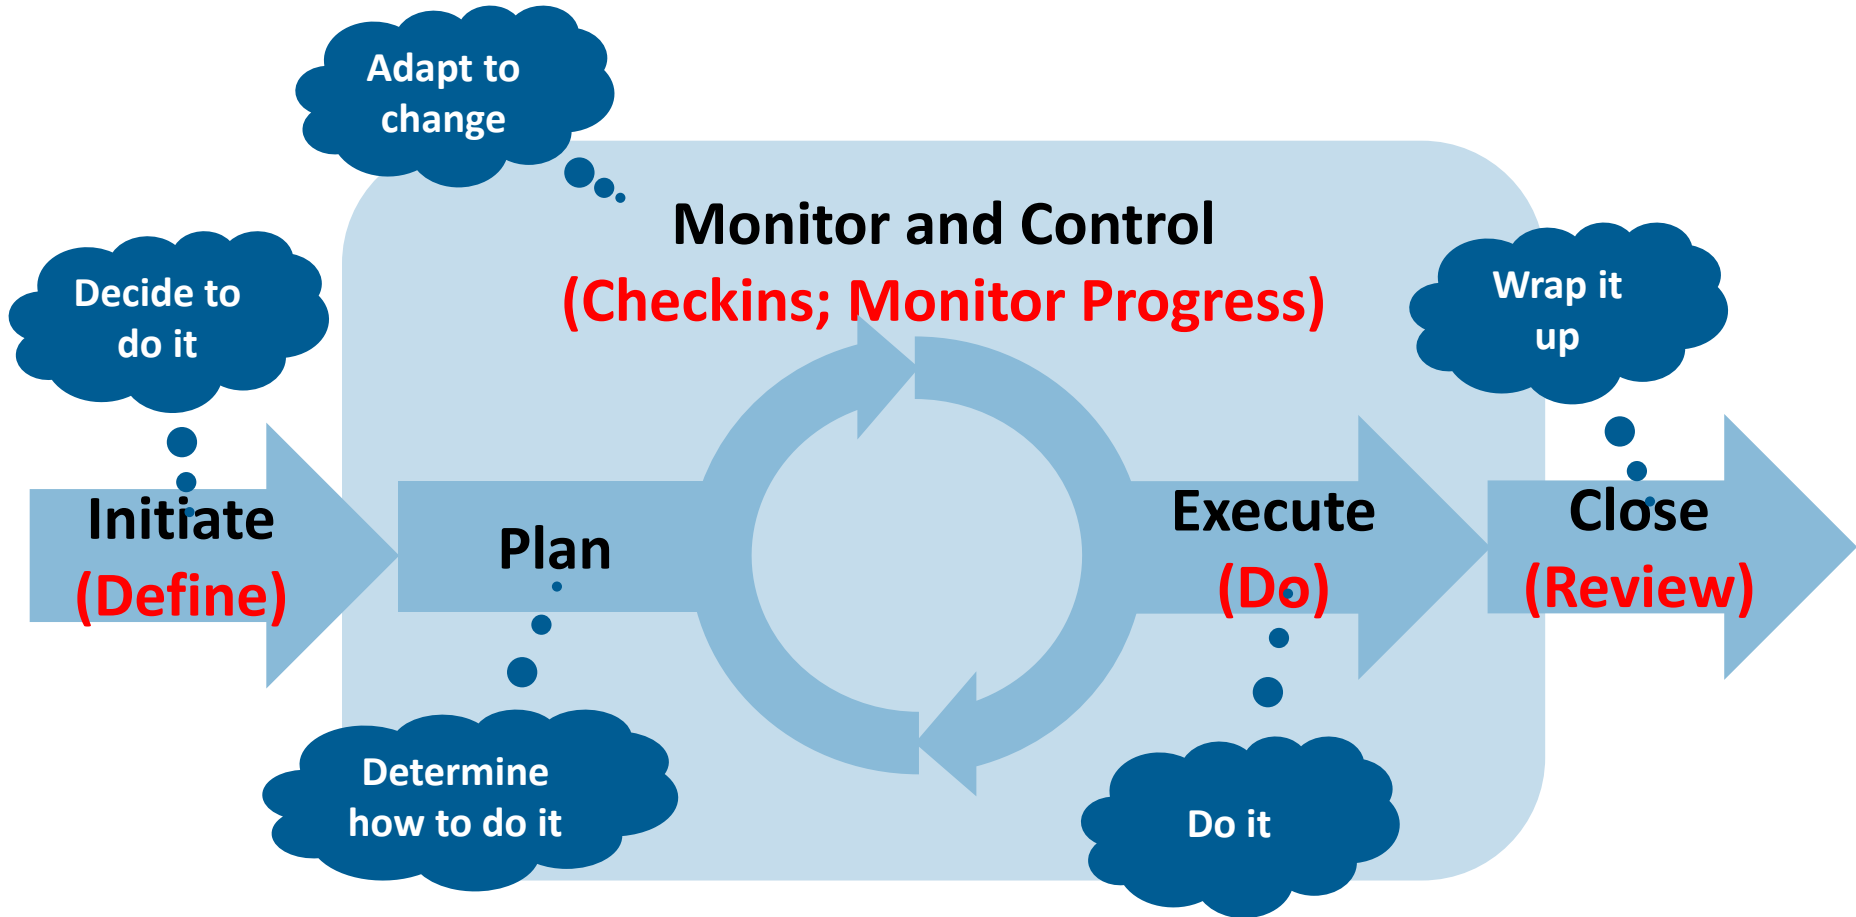 Adapt to
change
Monitor and Control
(Checkins; Monitor Progress)
Decide to
do it
Wrap it
up
Initiate
(Define)
Plan
Execute
(Do)
Close
(Review)
Determine
how to do it
Do it